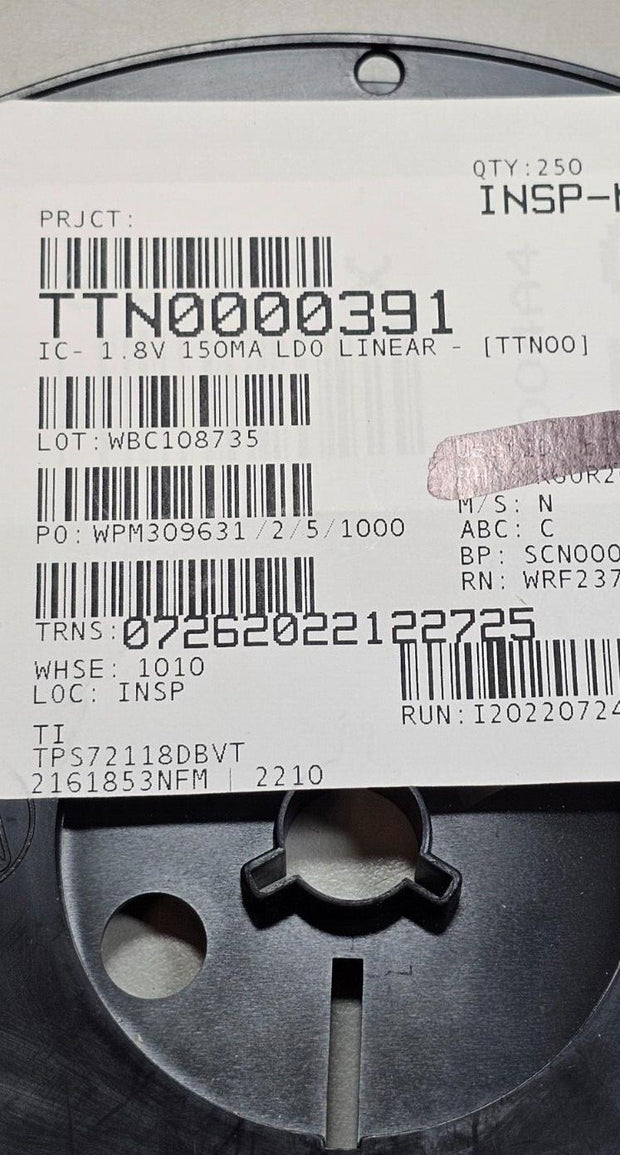 QTY:250
INSP-
PRJCT:
TTN0000391
IC- 1.8V 150MA LDO LINEAR - [TTN00]
LOT:WBC108735
PO:WPM309631/2/5/1000
M/S: N
ABC: C
BP: SCN000
RN: WRF237
TRNS:07262022122725
WHSE: 1010
LOC: INSP
RUN:I20220724
TI
TPS72118DBVT
2161853NFM | 2210